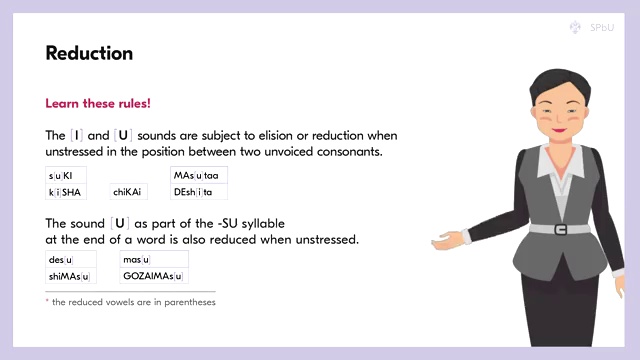 SPbU
Reduction
Learn these rules!
The [I] and [U] sounds are subject to elision or reduction when
unstressed in the position between two unvoiced consonants.
s[u]KI
k[i]SHA
chiKAi
MAs[u]taa
DEsh[i]ta
The sound [U] as part of the -SU syllable
at the end of a word is also reduced when unstressed.
des[u]
shiMAs[u]
mas[u]
GOZAIMAs[u]
* the reduced vowels are in parentheses